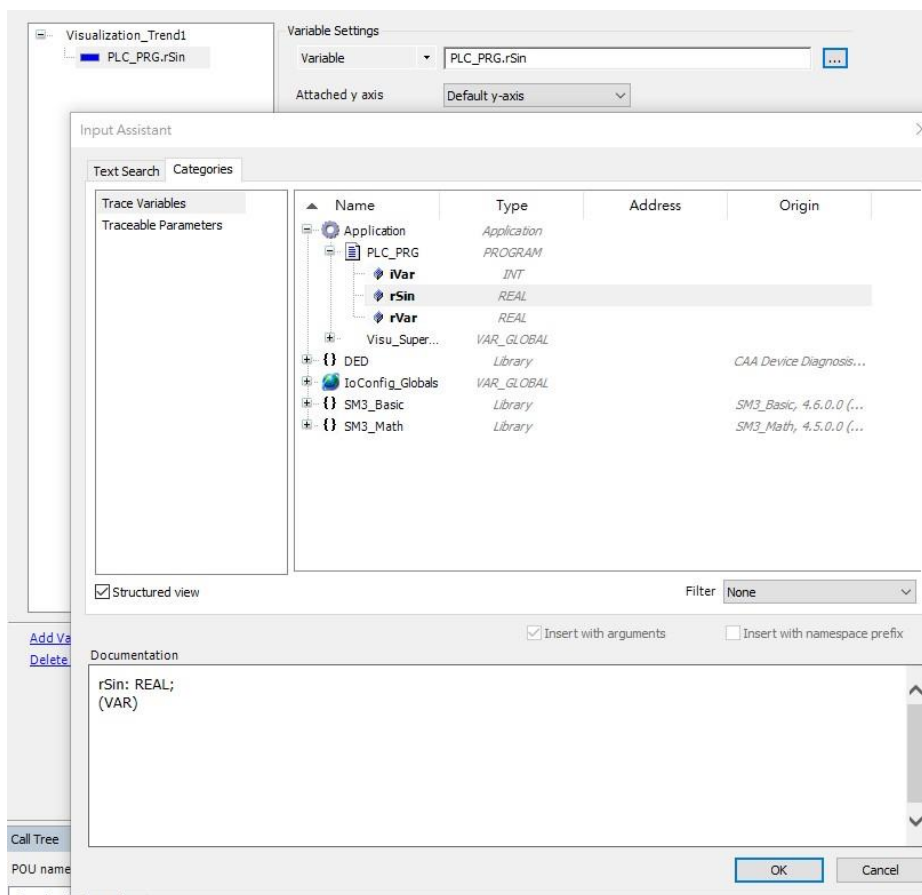 Visualization_Trend1
PLC_PRG.rSin
Variable Settings
Variable PLC_PRG.rSin ...
Attached y axis Default y-axis
Input Assistant
Text Search Categories
Trace Variables
Traceable Parameters
Name Type Address Origin
Application Application
PLC_PRG PROGRAM
iVar INT
rSin REAL
rVar REAL
Visu_Super... VAR_GLOBAL
DED Library CAA Device Diagnosis...
IoConfig_Globals VAR_GLOBAL
SM3_Basic Library SM3_Basic, 4.6.0.0 (...
SM3_Math Library SM3_Math, 4.5.0.0 (...
Structured view
Filter None
Add Va
Delete
Insert with arguments Insert with namespace prefix
Documentation
rSin: REAL;
(VAR)
Call Tree
POU name
OK Cancel